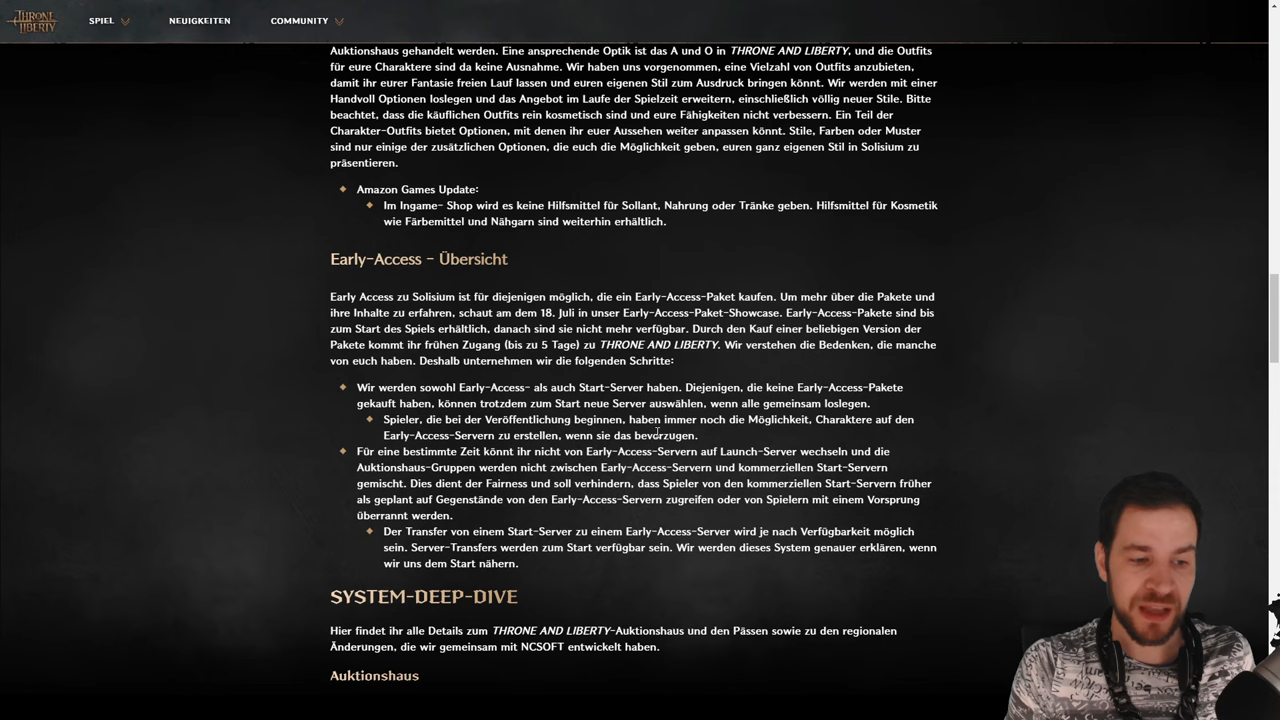 THRONE
LIBERTY
SPIEL
NEUIGKEITEN
COMMUNITY
Auktionshaus gehandelt werden. Eine ansprechende Optik ist das A und O in THRONE AND LIBERTY, und die Outfits
für eure Charaktere sind da keine Ausnahme. Wir haben uns vorgenommen, eine Vielzahl von Outfits anzubieten,
damit ihr eurer Fantasie freien Lauf lassen und euren eigenen Stil zum Ausdruck bringen könnt. Wir werden mit einer
Handvoll Optionen loslegen und das Angebot im Laufe der Spielzeit erweitern, einschließlich völlig neuer Stile. Bitte
beachtet, dass die käuflichen Outfits rein kosmetisch sind und eure Fähigkeiten nicht verbessern. Ein Teil der
Charakter-Outfits bietet Optionen, mit denen ihr euer Aussehen weiter anpassen könnt. Stile, Farben oder Muster
sind nur einige der zusätzlichen Optionen, die euch die Möglichkeit geben, euren ganz eigenen Stil in Solisium zu
präsentieren.
Amazon Games Update:
Im Ingame- Shop wird es keine Hilfsmittel für Sollant, Nahrung oder Tränke geben. Hilfsmittel für Kosmetik
wie Färbemittel und Nähgarn sind weiterhin erhältlich.
Early-Access - Übersicht
Early Access zu Solisium ist für diejenigen möglich, die ein Early-Access-Paket kaufen. Um mehr über die Pakete und
ihre Inhalte zu erfahren, schaut am dem 18. Juli in unser Early-Access-Paket-Showcase. Early-Access-Pakete sind bis
zum Start des Spiels erhältlich, danach sind sie nicht mehr verfügbar. Durch den Kauf einer beliebigen Version der
Pakete kommt ihr frühen Zugang (bis zu 5 Tage) zu THRONE AND LIBERTY. Wir verstehen die Bedenken, die manche
von euch haben. Deshalb unternehmen wir die folgenden Schritte:
Wir werden sowohl Early-Access- als auch Start-Server haben. Diejenigen, die keine Early-Access-Pakete
gekauft haben, können trotzdem zum Start neue Server auswählen, wenn alle gemeinsam loslegen.
Spieler, die bei der Veröffentlichung beginnen, haben immer noch die Möglichkeit, Charaktere auf den
Early-Access-Servern zu erstellen, wenn sie das bevorzugen.
Für eine bestimmte Zeit könnt ihr nicht von Early-Access-Servern auf Launch-Server wechseln und die
Auktionshaus-Gruppen werden nicht zwischen Early-Access-Servern und kommerziellen Start-Servern
gemischt. Dies dient der Fairness und soll verhindern, dass Spieler von den kommerziellen Start-Servern früher
als geplant auf Gegenstände von den Early-Access-Servern zugreifen oder von Spielern mit einem Vorsprung
überrannt werden.
Der Transfer von einem Start-Server zu einem Early-Access-Server wird je nach Verfügbarkeit möglich
sein. Server-Transfers werden zum Start verfügbar sein. Wir werden dieses System genauer erklären, wenn
wir uns dem Start nähern.
SYSTEM-DEEP-DIVE
Hier findet ihr alle Details zum THRONE AND LIBERTY-Auktionshaus und den Pässen sowie zu den regionalen
Änderungen, die wir gemeinsam mit NCSOFT entwickelt haben.
Auktionshaus